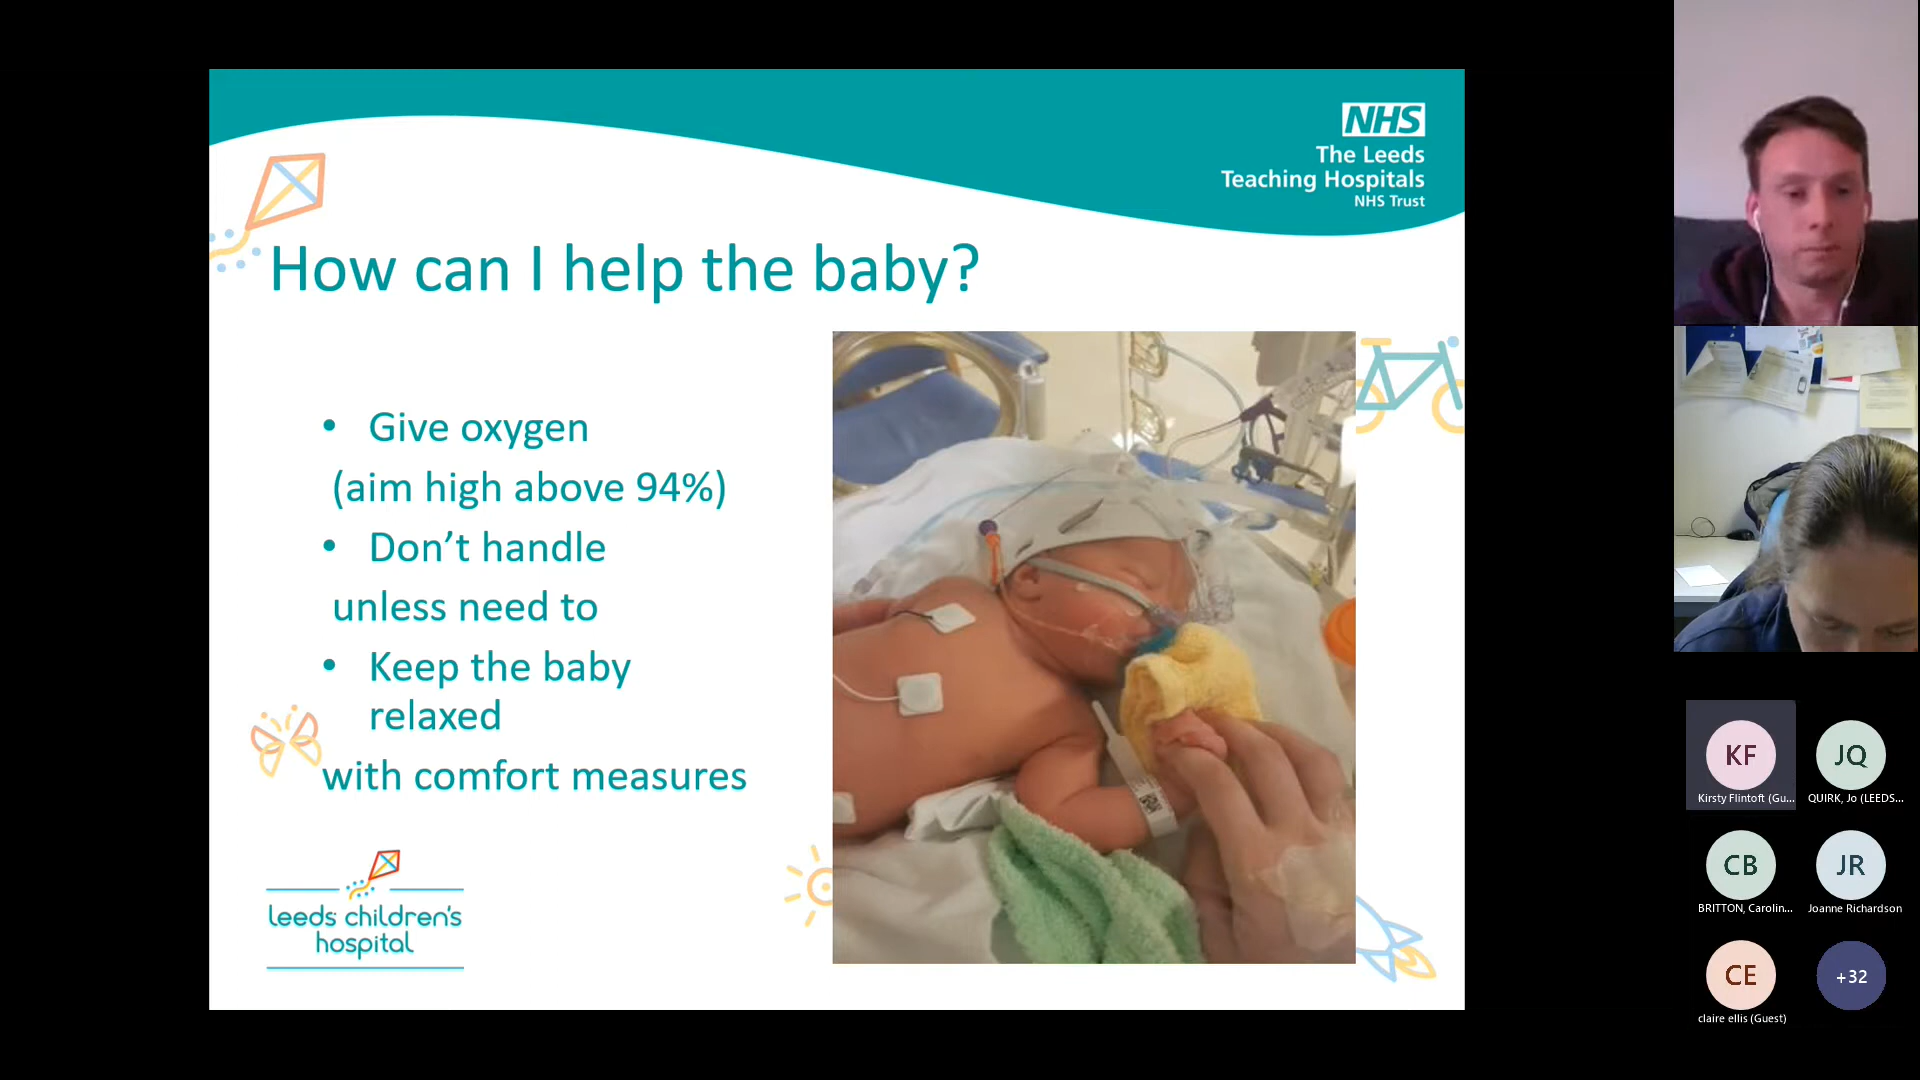 NHS
The Leeds
Teaching Hospitals
NHS Trust
How can I help the baby?
• Give oxygen
(aim high above 94%)
• Don’t handle
unless need to
• Keep the baby
relaxed
with comfort measures
leeds children's
hospital
KF
Kirsty Flintoft (Gu...
JQ
QUIRK, Jo (LEEDS...
CB
BRITTON, Carolin...
JR
Joanne Richardson
CE
claire ellis (Guest)
+32